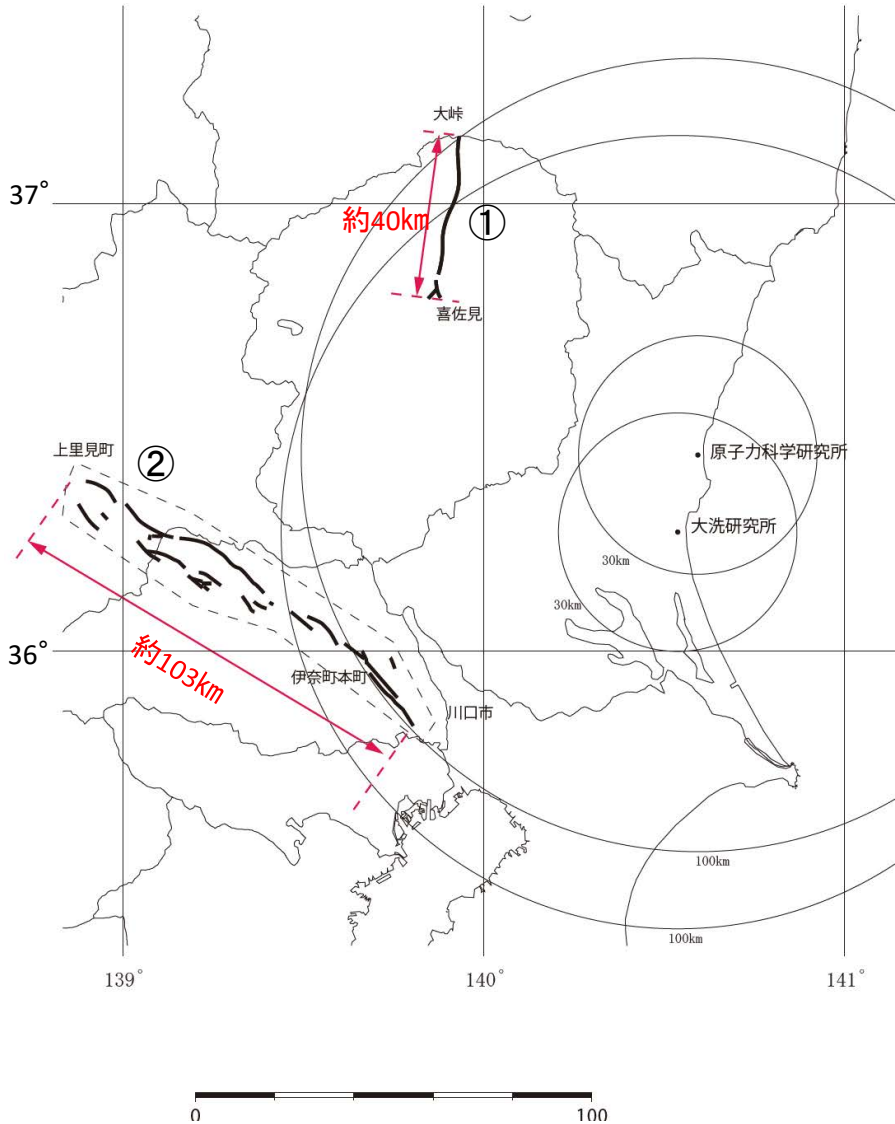 大峠
37°
約40km
①
喜佐見
上里見町
②
原子力科学研究所
大洗研究所
30km
30km
36°
約103km
伊奈町本町
川口市
100km
100km
139°
140°
141°
0
100